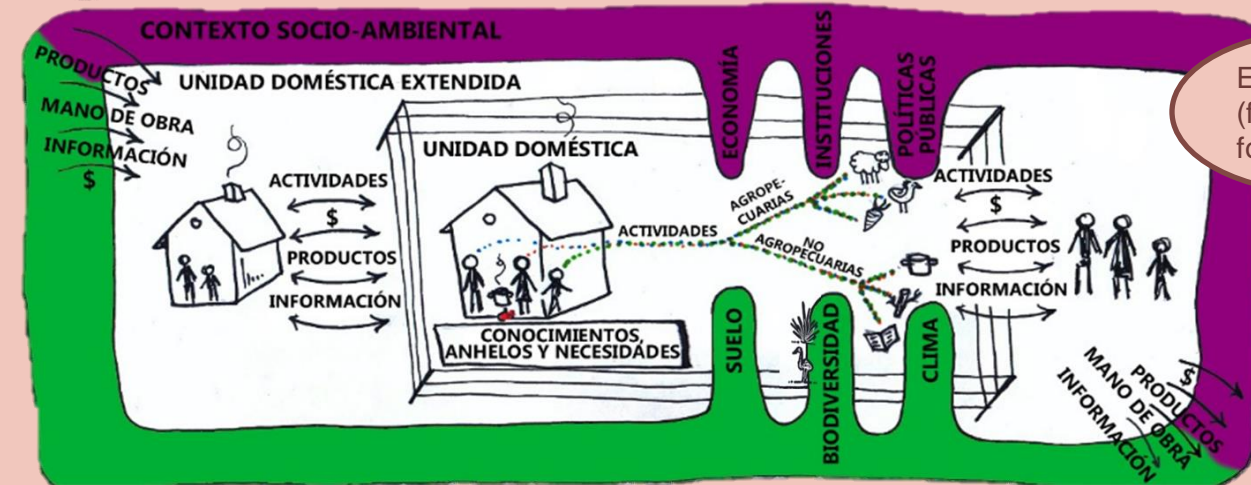 CONTEXTO SOCIO-AMBIENTAL
PRODUCTOS
MANO DE OBRA
INFORMACIÓN
$
UNIDAD DOMÉSTICA EXTENDIDA
ACTIVIDADES
$
PRODUCTOS
INFORMACIÓN
UNIDAD DOMÉSTICA
CONOCIMIENTOS,
ANHELOS Y NECESIDADES
ACTIVIDADES
AGROPE-
CUARIAS
NO
AGROPECUARIAS
ECONOMÍA
INSTITUCIONES
POLÍTICAS
PÚBLICAS
SUELO
BIODIVERSIDAD
CLIMA
ACTIVIDADES
$
PRODUCTOS
INFORMACIÓN
$
PRODUCTOS
MANO DE OBRA
INFORMACIÓN